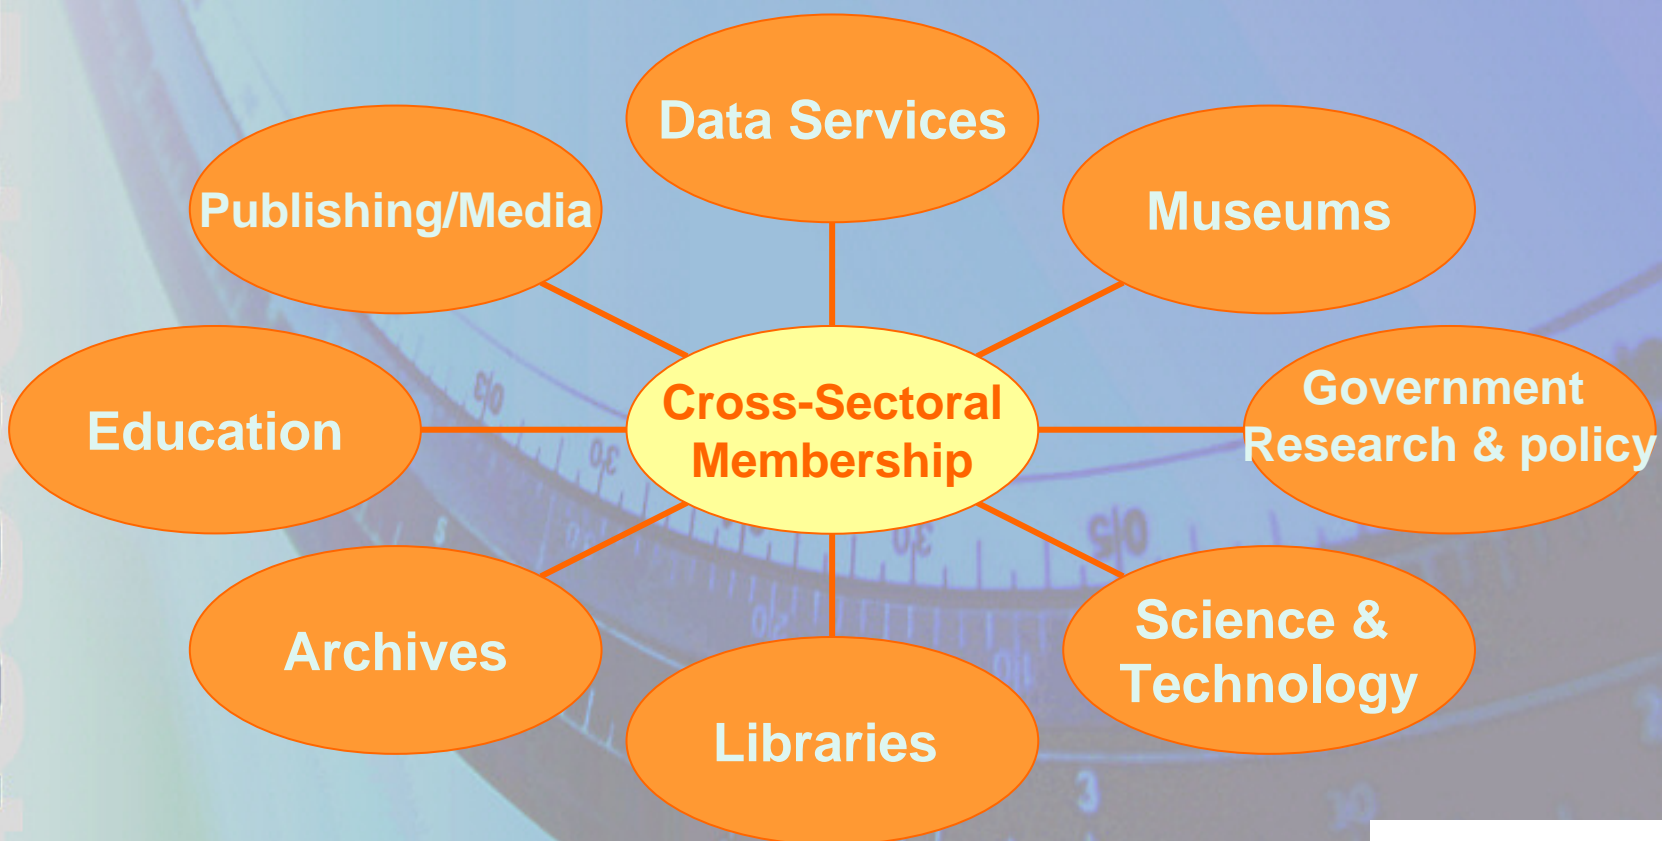 Data Services
Publishing/Media
Museums
Education
Cross-Sectoral
Membership
Government
Research & policy
Archives
Science &
Technology
Libraries